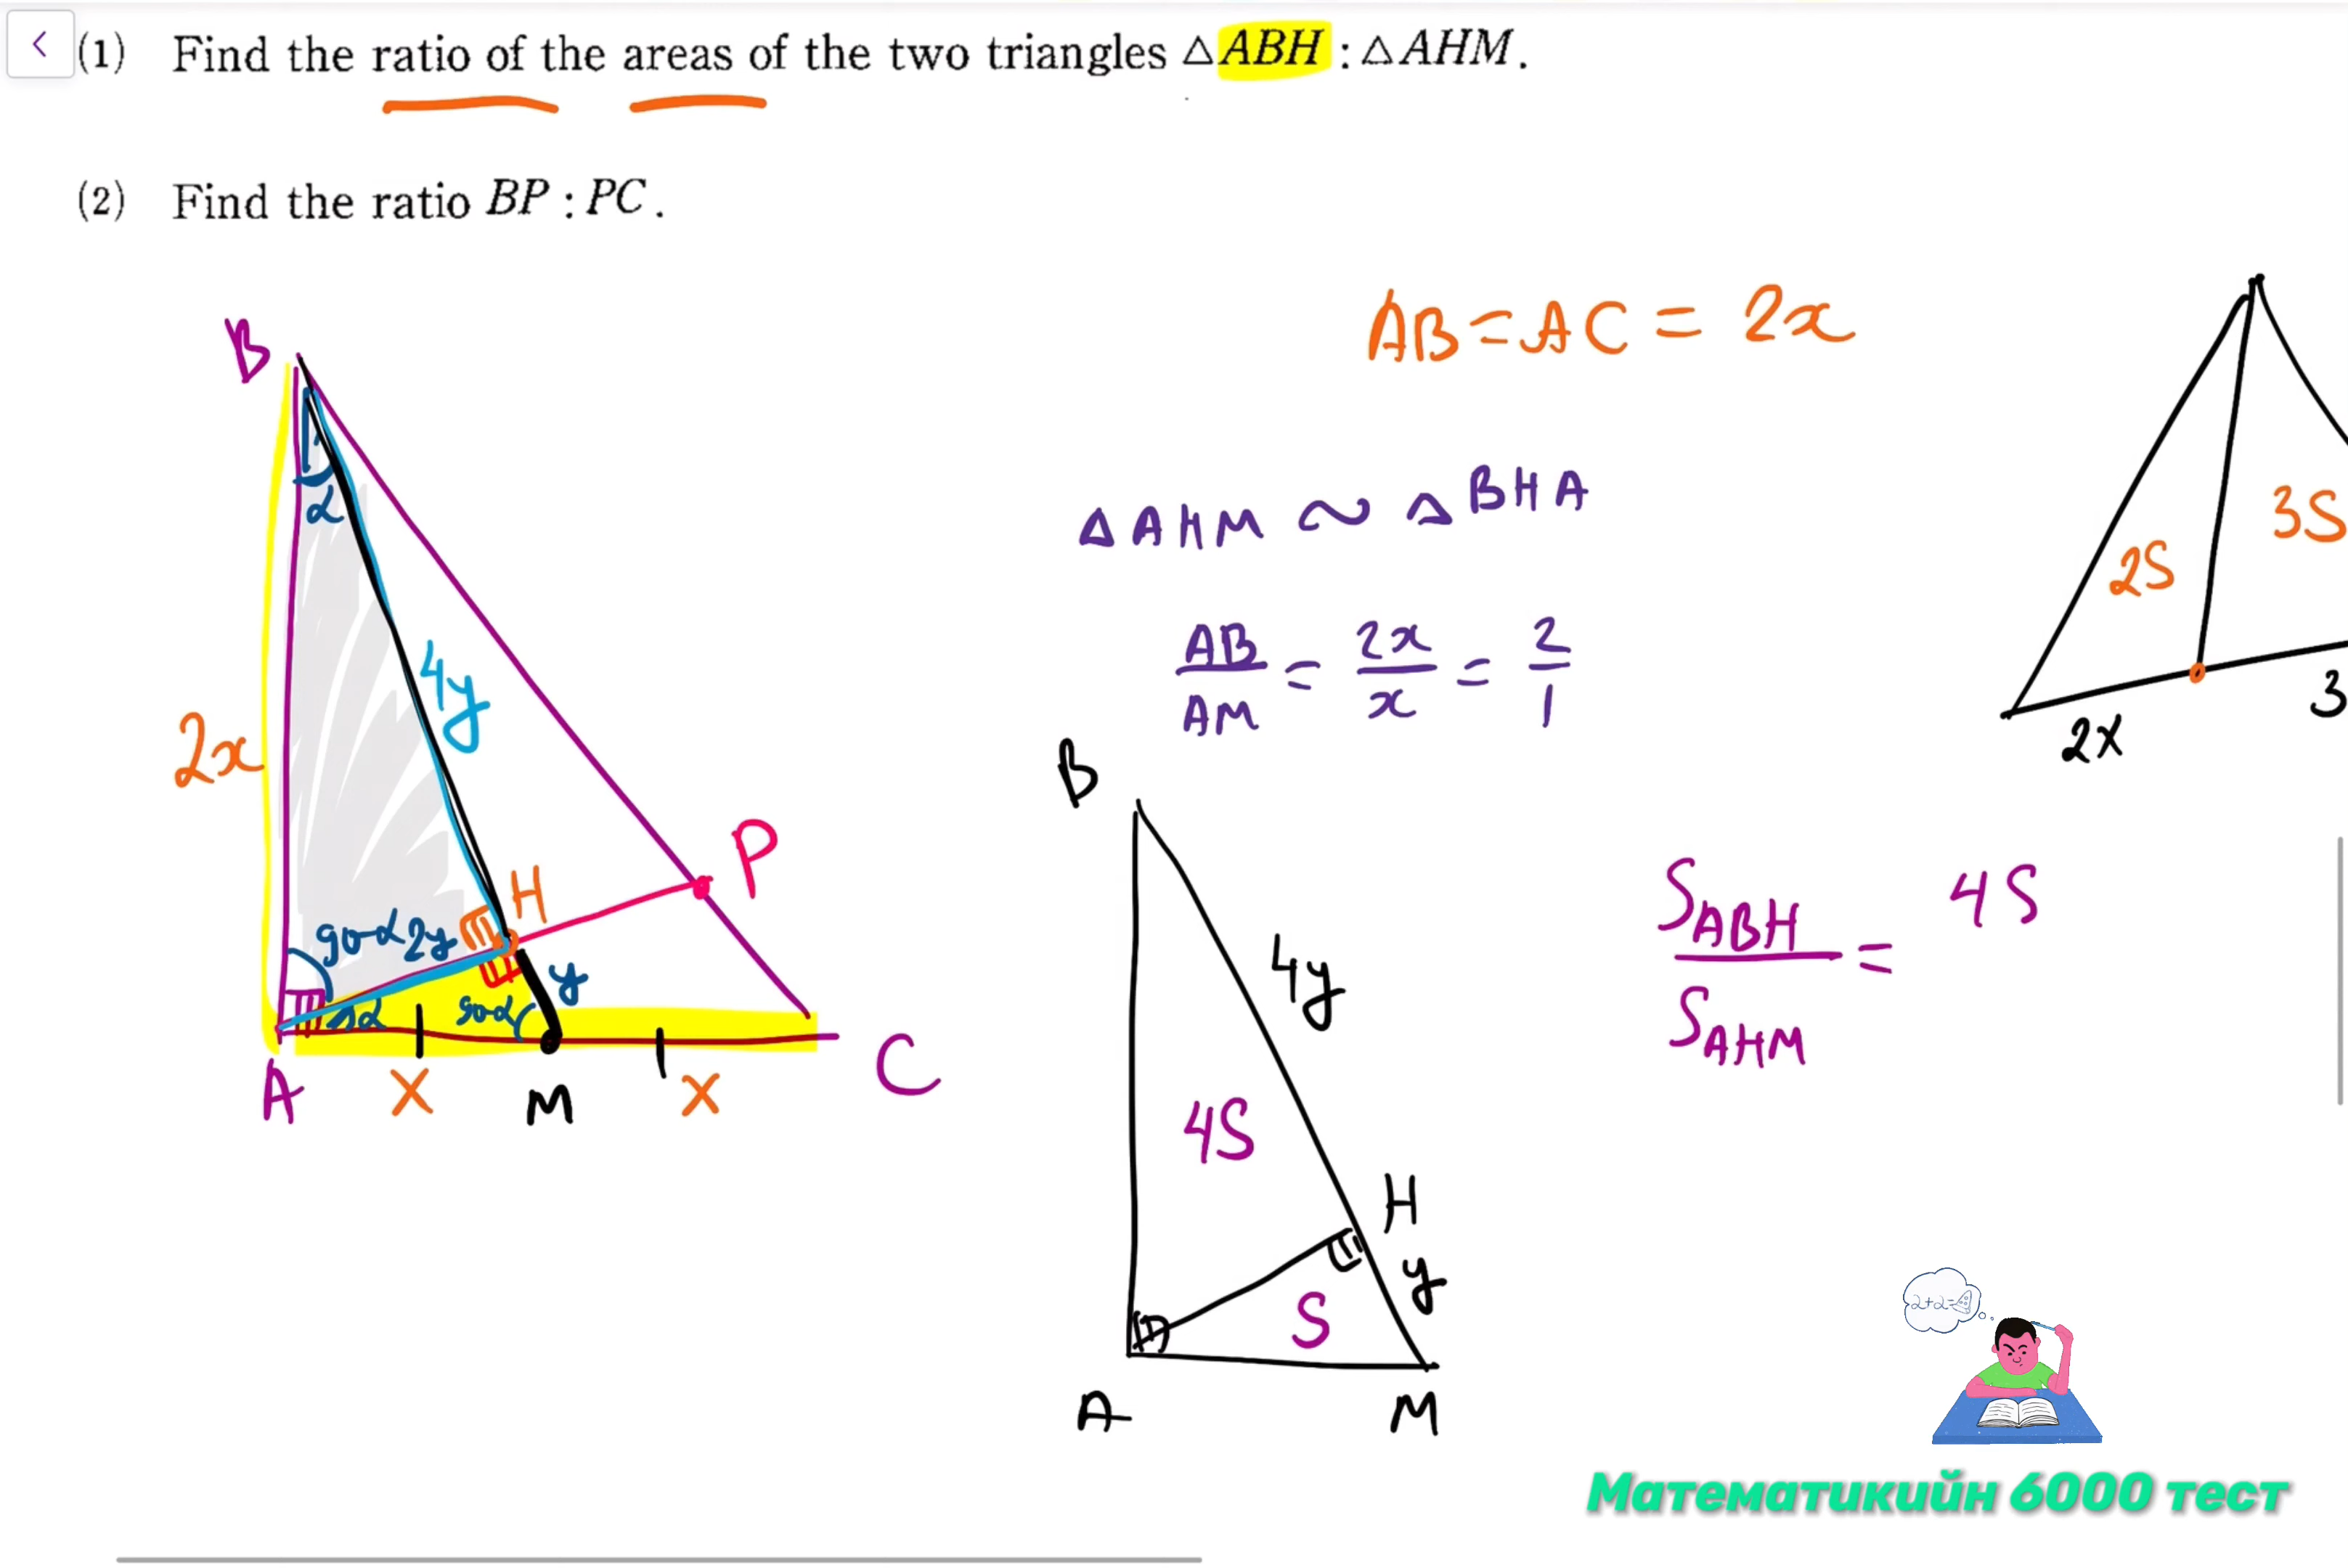 (1) Find the ratio of the areas of the two triangles △ABH : △AHM.
(2) Find the ratio BP : PC.
B
α
2x
4y
P
H
90-α 2y
y
α
90-α
A
x
M
x
C
AB = AC = 2x
△AHM ∼ △BHA
AB/AM = 2x/x = 2/1
B
4y
4S
H
y
S
A
M
S_ABH/S_AHM = 4S
2S
3S
2x
3
2+2=
Математикийн 6000 тест